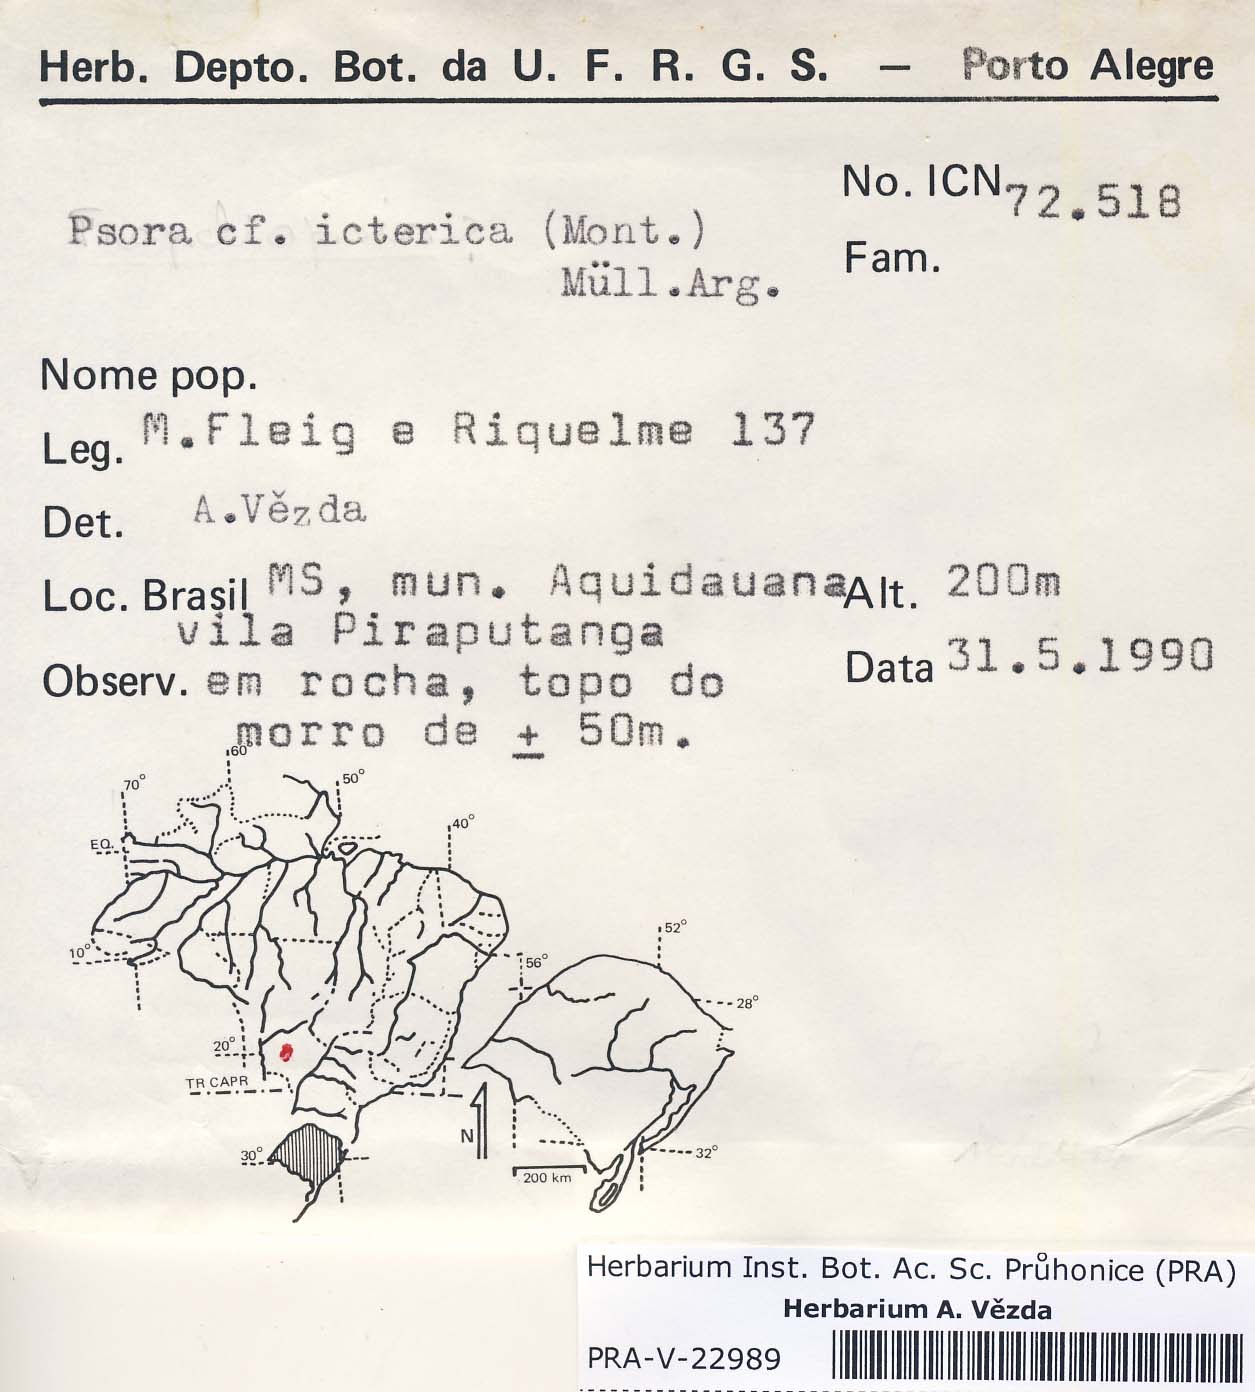 Herb. Depto. Bot. da U. F. R. G. S. — Porto Alegre
No. ICN 72.518
Psora cf. icterica (Mont.)
Müll.Arg.
Fam.
Nome pop.
Leg. M.Fleig e Riquelme 137
Det. A.Vězda
Loc. Brasil MS, mun. Aquidauana Alt. 200m
vila Piraputanga
Data 31.5.1990
Observ. em rocha, topo do
morro de ± 50m.
60°
70°
50°
40°
EQ.
52°
10°
56°
28°
20°
TR CAPR
N
30°
32°
200 km
Herbarium Inst. Bot. Ac. Sc. Průhonice (PRA)
Herbarium A. Vězda
PRA-V-22989